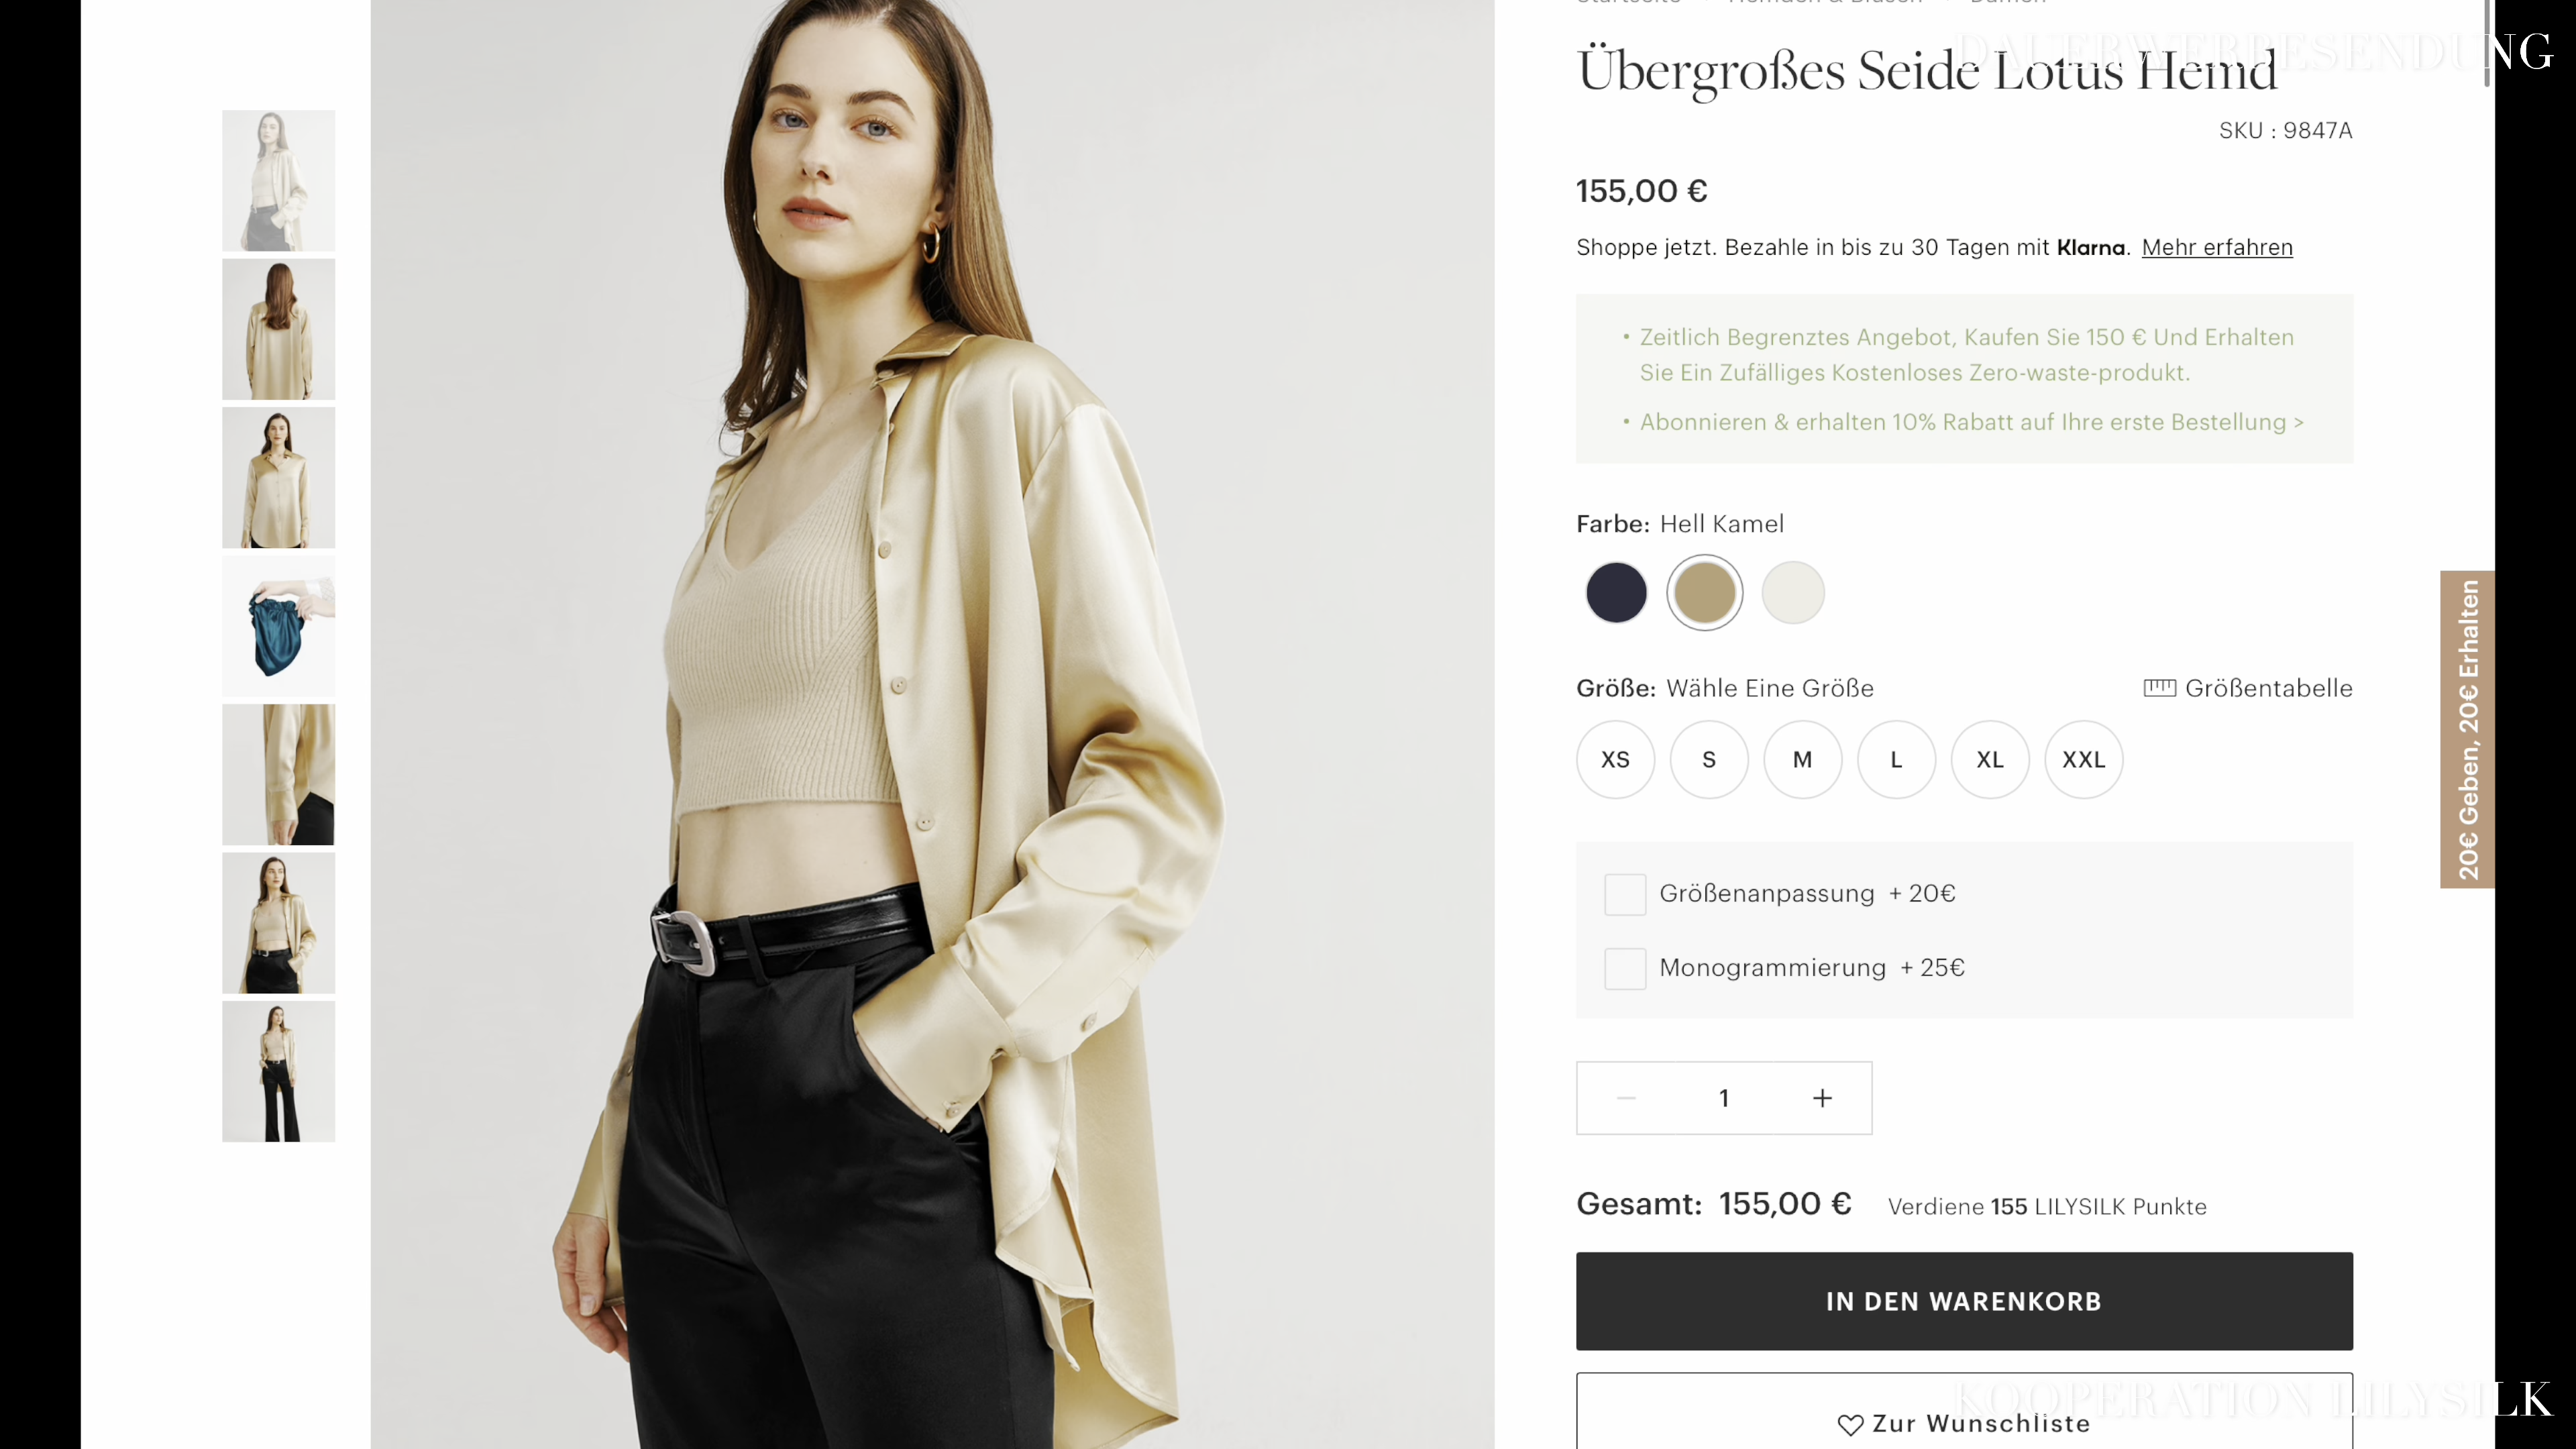 DAUERWERBESENDUNG
Übergroßes Seide Lotus Hemd
SKU : 9847A
155,00 €
Shoppe jetzt. Bezahle in bis zu 30 Tagen mit Klarna. Mehr erfahren
• Zeitlich Begrenztes Angebot, Kaufen Sie 150 € Und Erhalten
Sie Ein Zufälliges Kostenloses Zero-waste-produkt.
• Abonnieren & erhalten 10% Rabatt auf Ihre erste Bestellung >
Farbe: Hell Kamel
Größe: Wähle Eine Größe
Größentabelle
XS S M L XL XXL
20€ Geben, 20€ Erhalten
Größenanpassung + 20€
Monogrammierung + 25€
1
Gesamt: 155,00 € Verdiene 155 LILYSILK Punkte
IN DEN WARENKORB
KOOPERATION LILYSILK
Zur Wunschliste